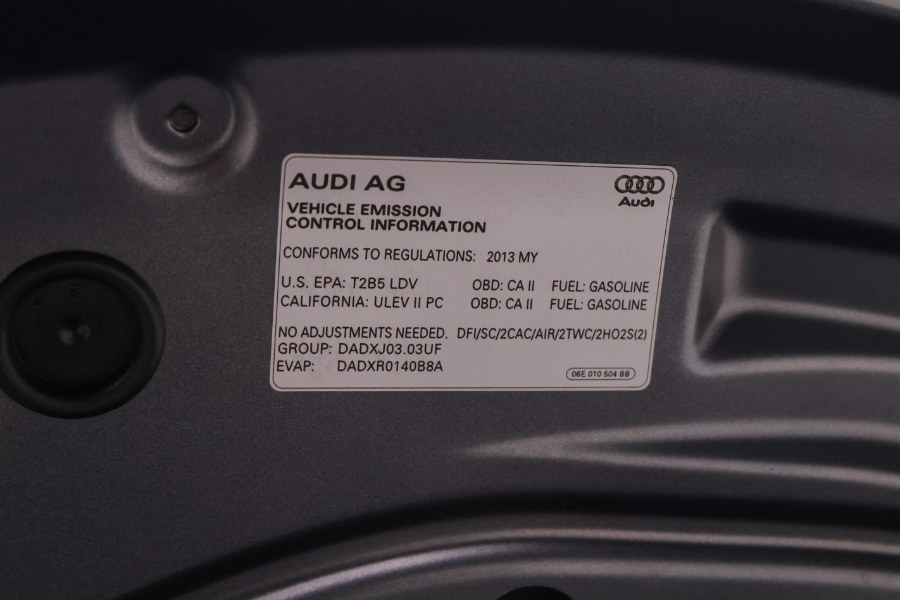 AUDI AG
Audi
VEHICLE EMISSION
CONTROL INFORMATION
CONFORMS TO REGULATIONS: 2013 MY
U.S. EPA: T2B5 LDV OBD: CA II FUEL: GASOLINE
CALIFORNIA: ULEV II PC OBD: CA II FUEL: GASOLINE
NO ADJUSTMENTS NEEDED. DFI/SC/2CAC/AIR/2TWC/2HO2S(2)
GROUP: DADXJ03.03UF
EVAP: DADXR0140B8A
06E 010 504 BB